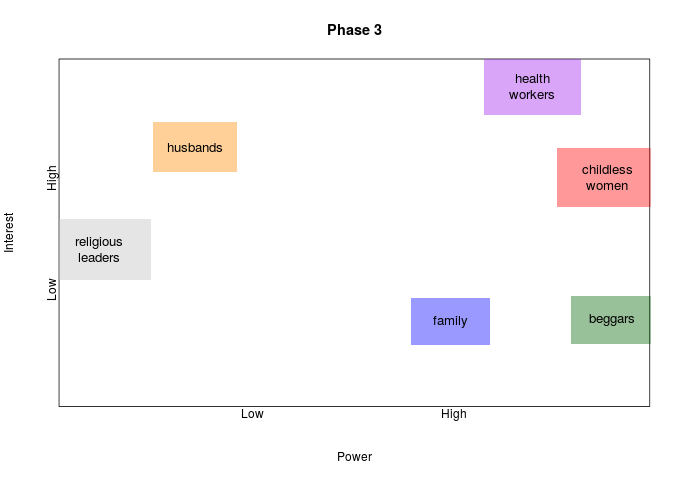 Phase 3
health
workers
husbands
childless
women
High
religious
leaders
Interest
Low
family
beggars
Low
High
Power